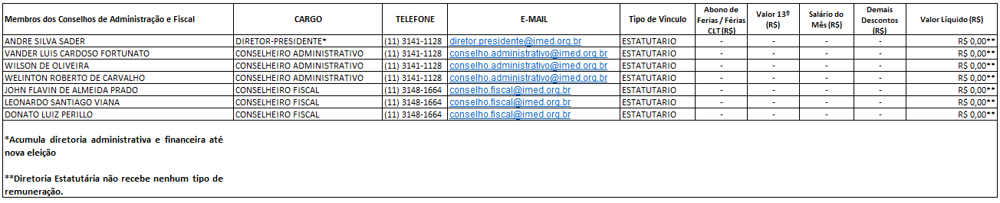 Membros dos Conselhos de Administração e Fiscal CARGO TELEFONE E-MAIL Tipo de Vinculo Abono de Ferias / Férias CLT (R$) Valor 13º (R$) Salário do Mês (R$) Demais Descontos (R$) Valor Líquido (R$)
ANDRE SILVA SADER DIRETOR-PRESIDENTE* (11) 3141-1128 diretor.presidente@imed.org.br ESTATUTARIO - - - - R$ 0,00**
VANDER LUIS CARDOSO FORTUNATO CONSELHEIRO ADMINISTRATIVO (11) 3141-1128 conselho.administrativo@imed.org.br ESTATUTARIO - - - - R$ 0,00**
WILSON DE OLIVEIRA CONSELHEIRO ADMINISTRATIVO (11) 3141-1128 conselho.administrativo@imed.org.br ESTATUTARIO - - - - R$ 0,00**
WELINTON ROBERTO DE CARVALHO CONSELHEIRO ADMINISTRATIVO (11) 3141-1128 conselho.administrativo@imed.org.br ESTATUTARIO - - - - R$ 0,00**
JOHN FLAVIN DE ALMEIDA PRADO CONSELHEIRO FISCAL (11) 3148-1664 conselho.fiscal@imed.org.br ESTATUTARIO - - - - R$ 0,00**
LEONARDO SANTIAGO VIANA CONSELHEIRO FISCAL (11) 3148-1664 conselho.fiscal@imed.org.br ESTATUTARIO - - - - R$ 0,00**
DONATO LUIZ PERILLO CONSELHEIRO FISCAL (11) 3148-1664 conselho.fiscal@imed.org.br ESTATUTARIO - - - - R$ 0,00**
*Acumula diretoria administrativa e financeira até
nova eleição
**Diretoria Estatutária não recebe nenhum tipo de
remuneração.